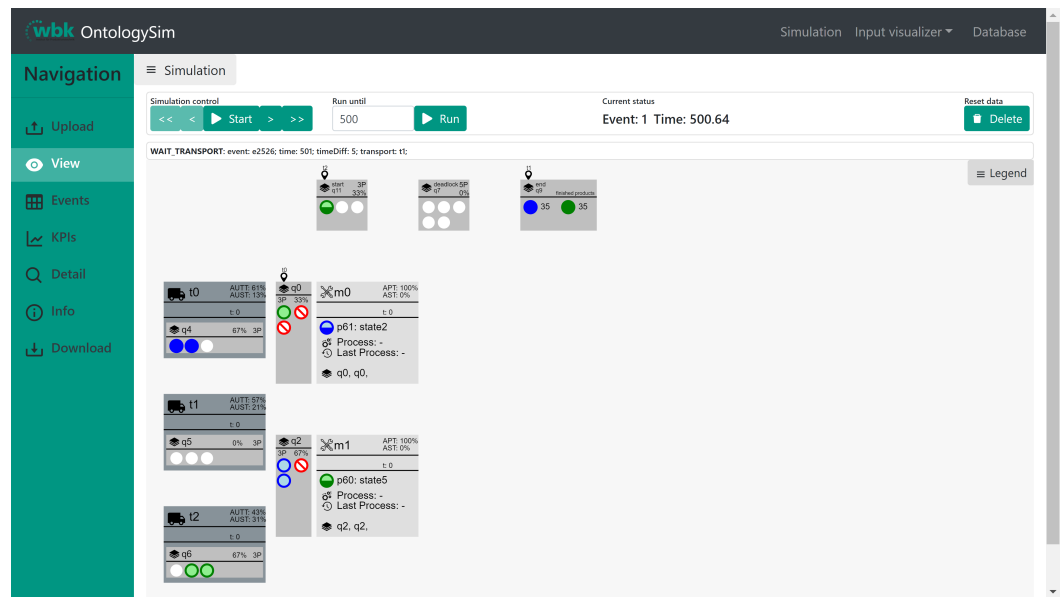 wbk OntologySim
Simulation Input visualizer Database
Navigation
Upload
View
Events
KPIs
Detail
Info
Download
Simulation
Simulation control
<< < Start > >>
Run until
500 Run
Current status
Event: 1 Time: 500.64
Reset data
Delete
WAIT_TRANSPORT: event: e2526; time: 501; timeDiff: 5; transport: t1;
Legend
t2
start 3P
q11 33%
deadlock 5P
q7 0%
t1
end
q9 finished products
35 35
t0 AUTT: 61%
AUST: 13%
t: 0
q4 67% 3P
t0
q0
3P 33%
m0 APT: 100%
AST: 0%
t: 0
p61: state2
Process: -
Last Process: -
q0, q0,
t1 AUTT: 57%
AUST: 21%
t: 0
q5 0% 3P
q2
3P 67%
m1 APT: 100%
AST: 0%
t: 0
p60: state5
Process: -
Last Process: -
q2, q2,
t2 AUTT: 43%
AUST: 31%
t: 0
q6 67% 3P